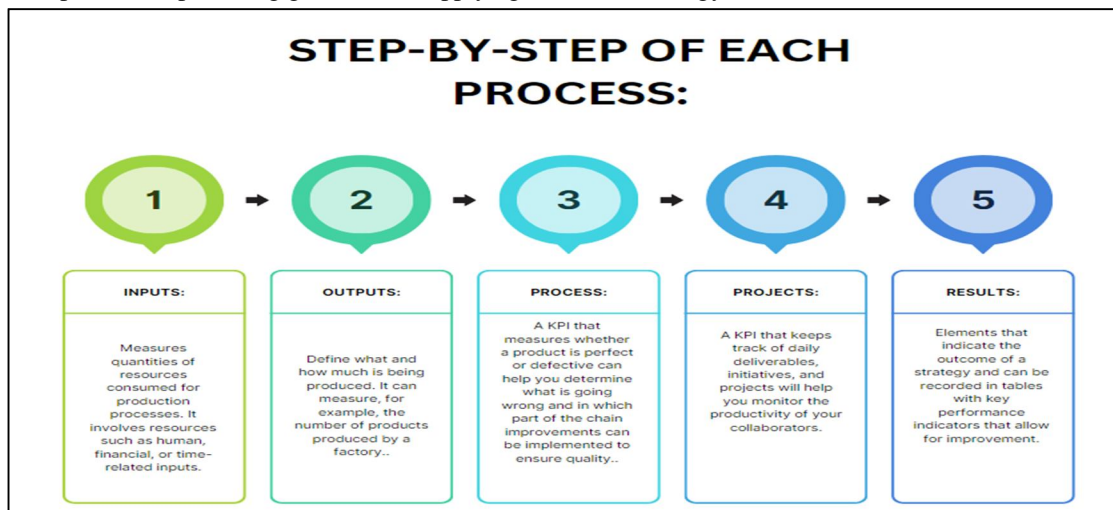 STEP-BY-STEP OF EACH
PROCESS:
1
2
3
4
5
INPUTS:
Measures
quantities of
resources
consumed for
production
processes. It
involves resources
such as human,
financial, or time-
related inputs.
OUTPUTS:
Define what and
how much is being
produced. It can
measure, for
example, the
number of products
produced by a
factory..
PROCESS:
A KPI that
measures whether
a product is perfect
or defective can
help you determine
what is going
wrong and in which
part of the chain
improvements can
be implemented to
ensure quality..
PROJECTS:
A KPI that keeps
track of daily
deliverables,
initiatives, and
projects will help
you monitor the
productivity of your
collaborators.
RESULTS:
Elements that
indicate the
outcome of a
strategy and can be
recorded in tables
with key
performance
indicators that allow
for improvement.